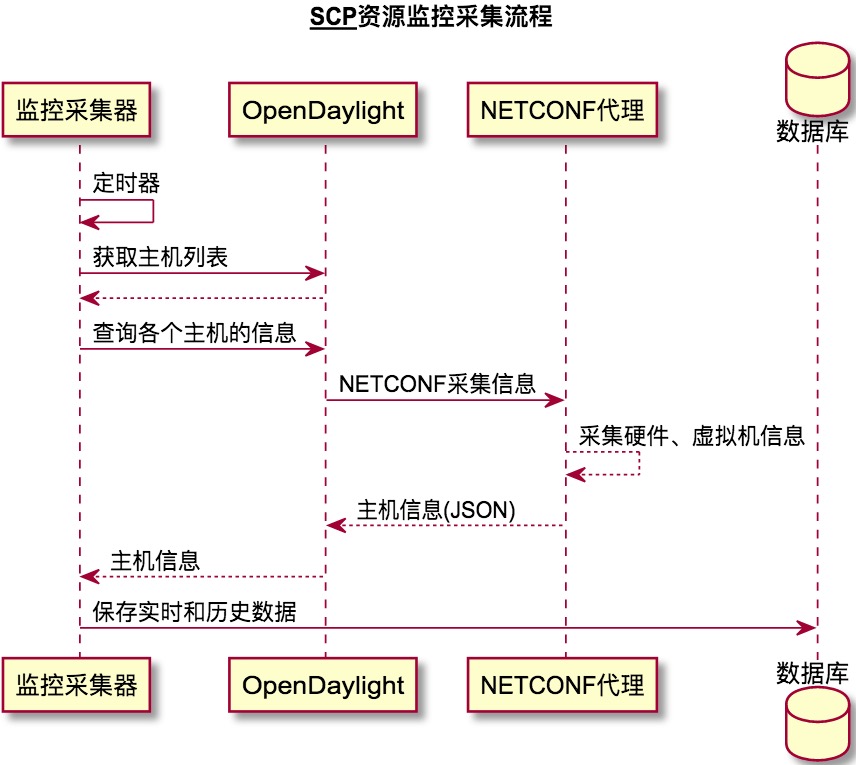 SCP资源监控采集流程
监控采集器
OpenDaylight
NETCONF代理
数据库
定时器
获取主机列表
查询各个主机的信息
NETCONF采集信息
采集硬件、虚拟机信息
主机信息(JSON)
主机信息
保存实时和历史数据
监控采集器
OpenDaylight
NETCONF代理
数据库